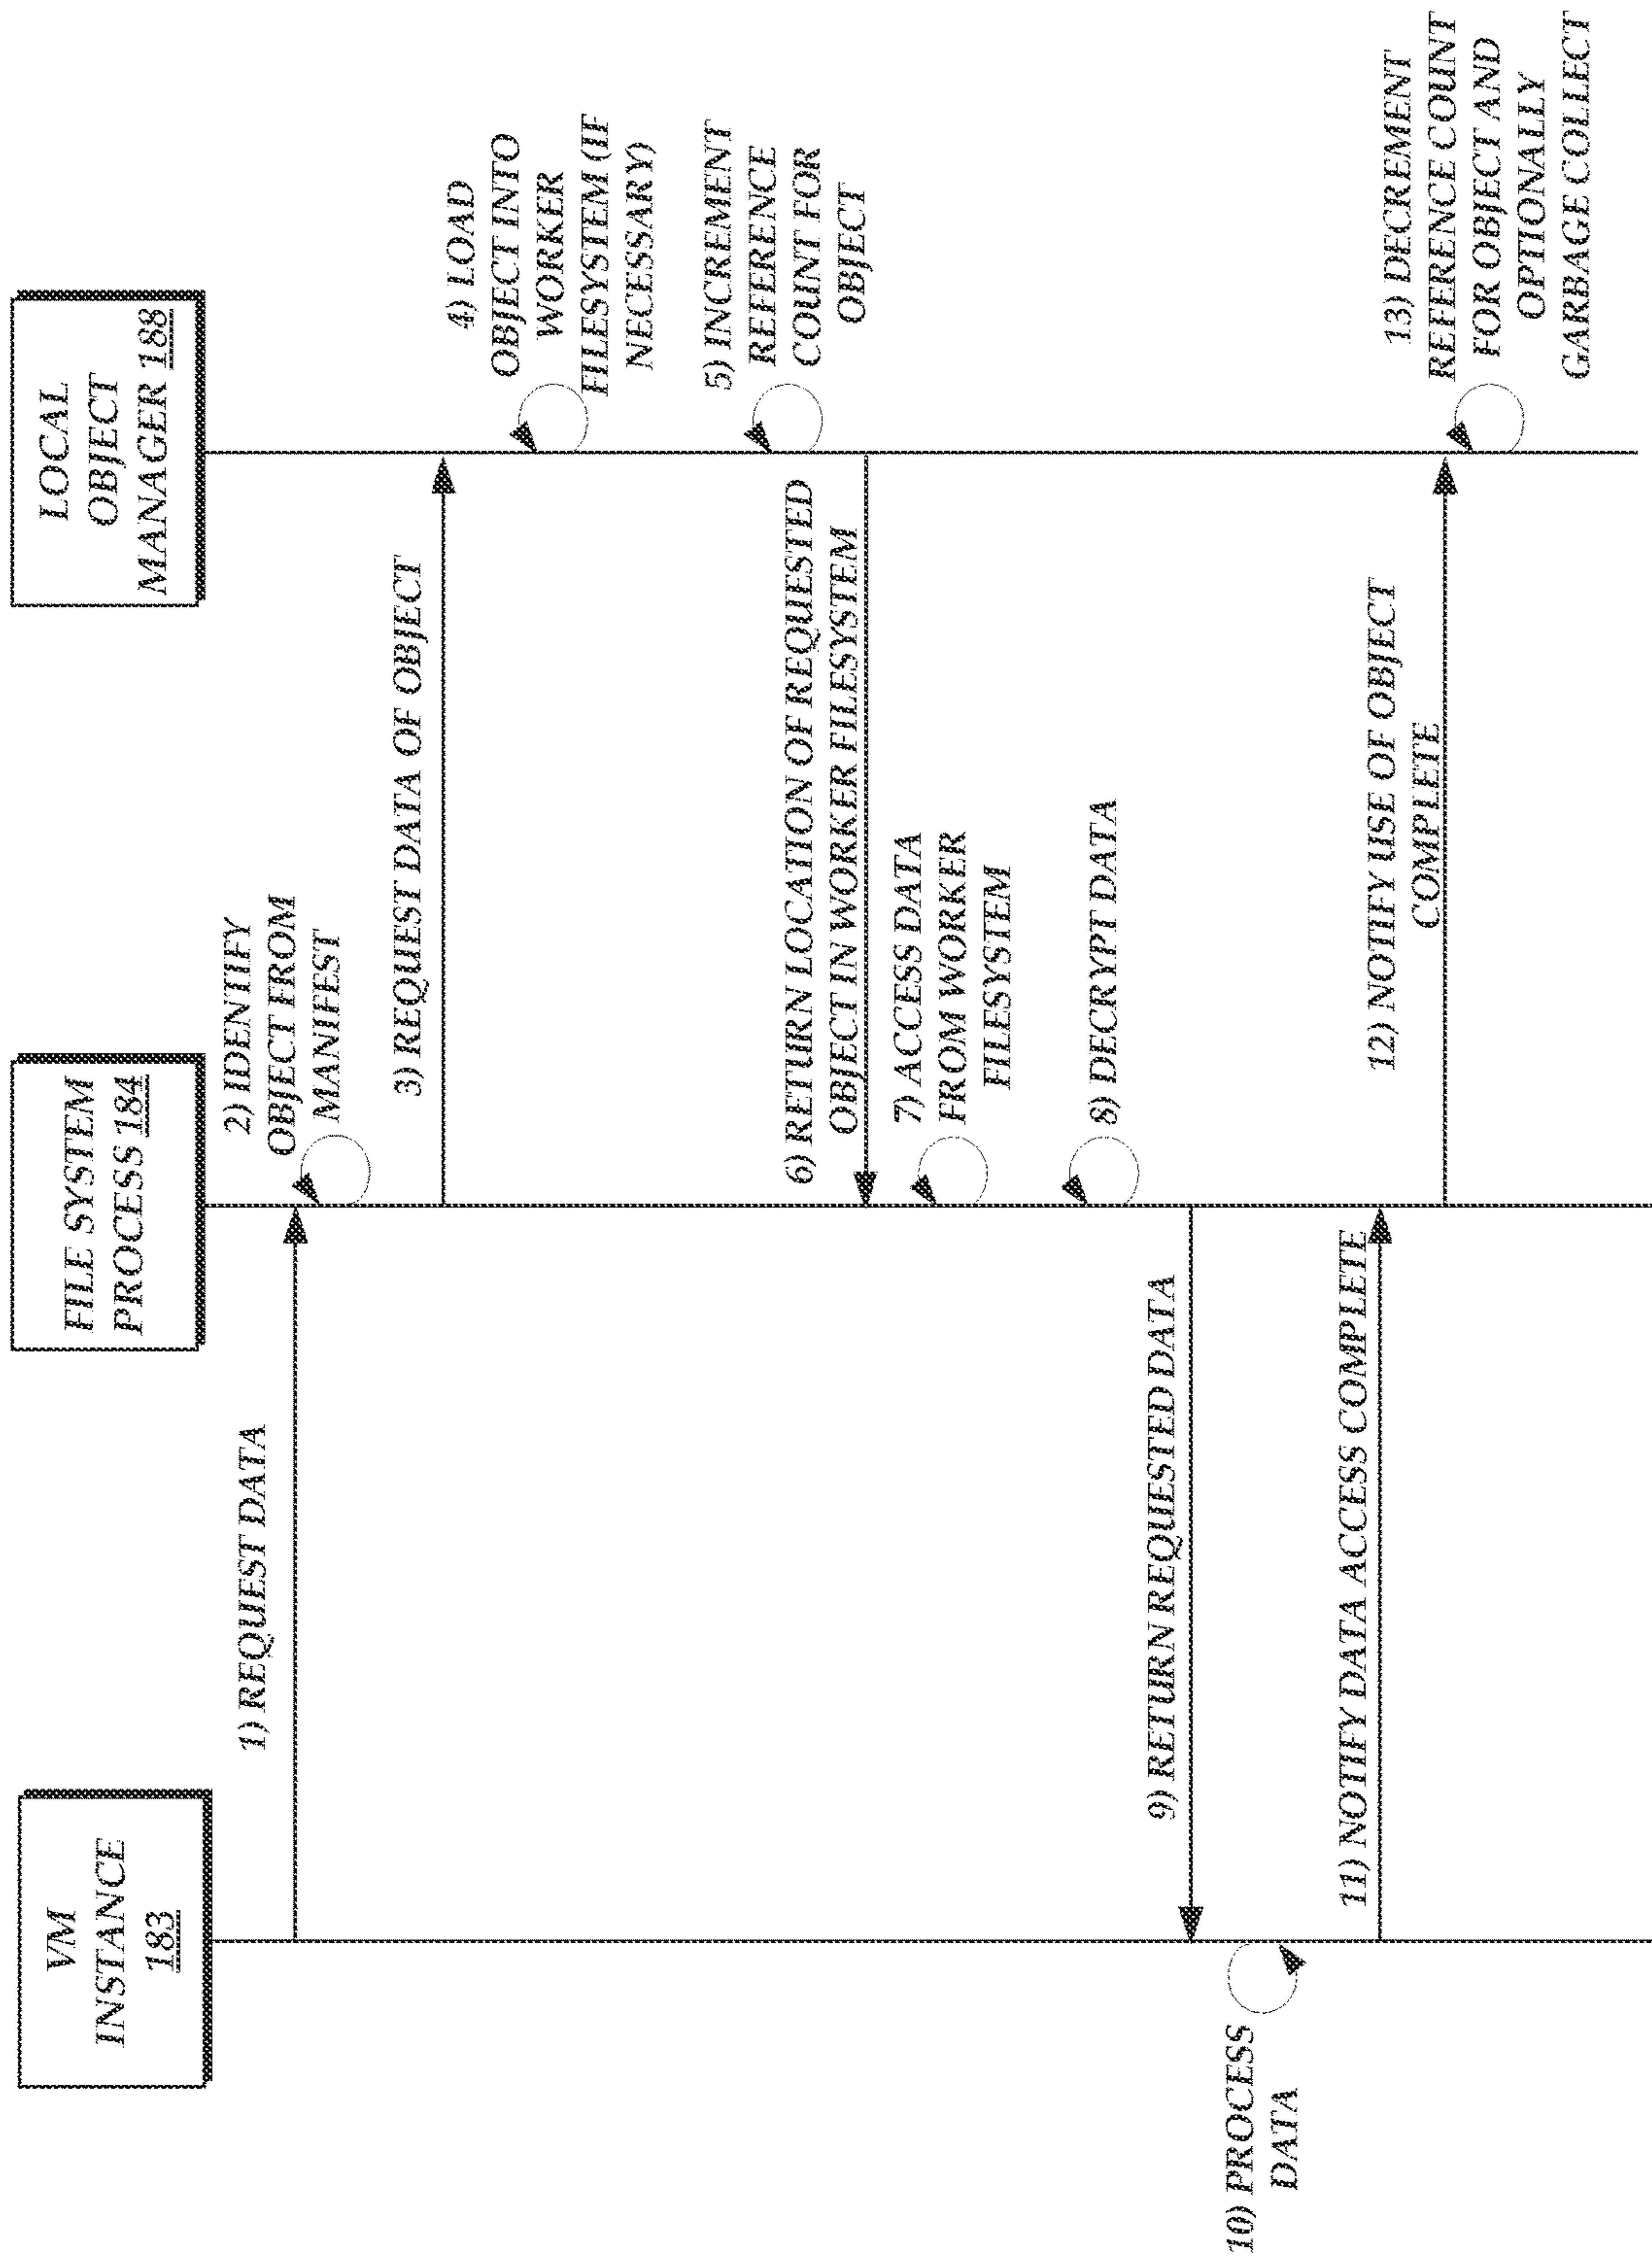 VM
INSTANCE
183
FILE SYSTEM
PROCESS 184
LOCAL
OBJECT
MANAGER 188
1) REQUEST DATA
2) IDENTIFY
OBJECT FROM
MANIFEST
3) REQUEST DATA OF OBJECT
4) LOAD
OBJECT INTO
WORKER
FILESYSTEM (IF
NECESSARY)
5) INCREMENT
REFERENCE
COUNT FOR
OBJECT
6) RETURN LOCATION OF REQUESTED
OBJECT IN WORKER FILESYSTEM
7) ACCESS DATA
FROM WORKER
FILESYSTEM
8) DECRYPT DATA
9) RETURN REQUESTED DATA
10) PROCESS
DATA
11) NOTIFY DATA ACCESS COMPLETE
12) NOTIFY USE OF OBJECT
COMPLETE
13) DECREMENT
REFERENCE COUNT
FOR OBJECT AND
OPTIONALLY
GARBAGE COLLECT